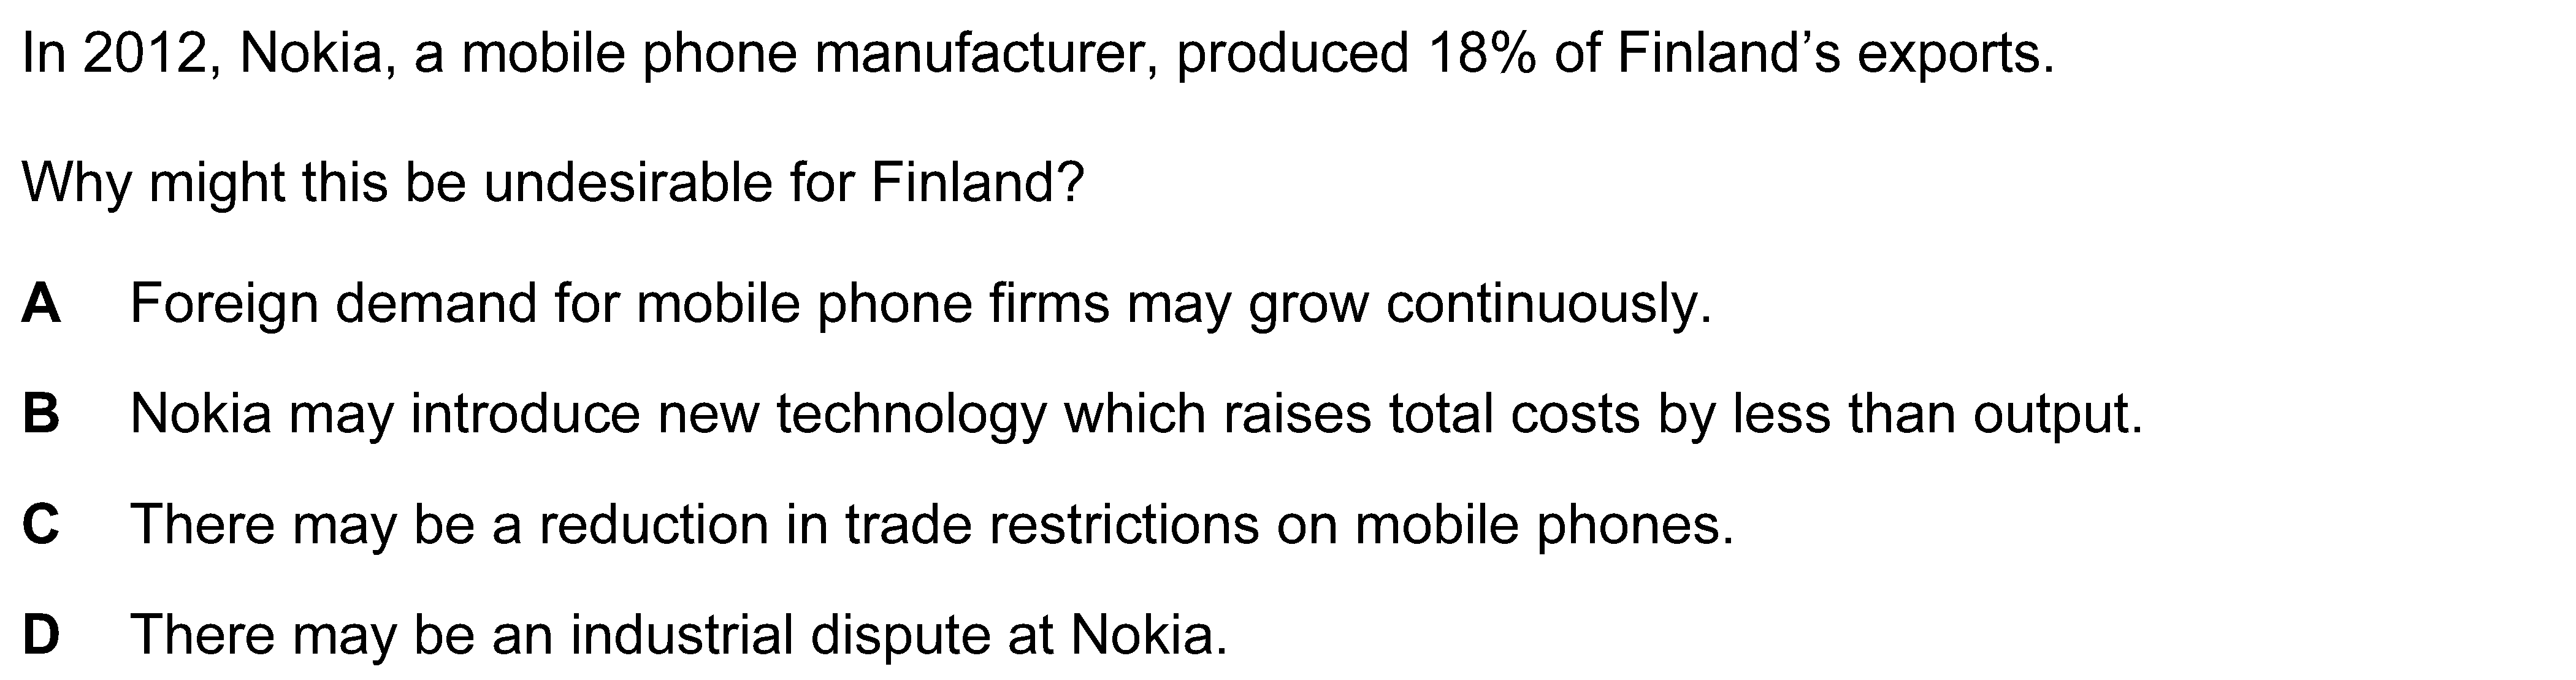 In 2012, Nokia, a mobile phone manufacturer, produced 18% of Finland’s exports.
Why might this be undesirable for Finland?
A Foreign demand for mobile phone firms may grow continuously.
B Nokia may introduce new technology which raises total costs by less than output.
C There may be a reduction in trade restrictions on mobile phones.
D There may be an industrial dispute at Nokia.